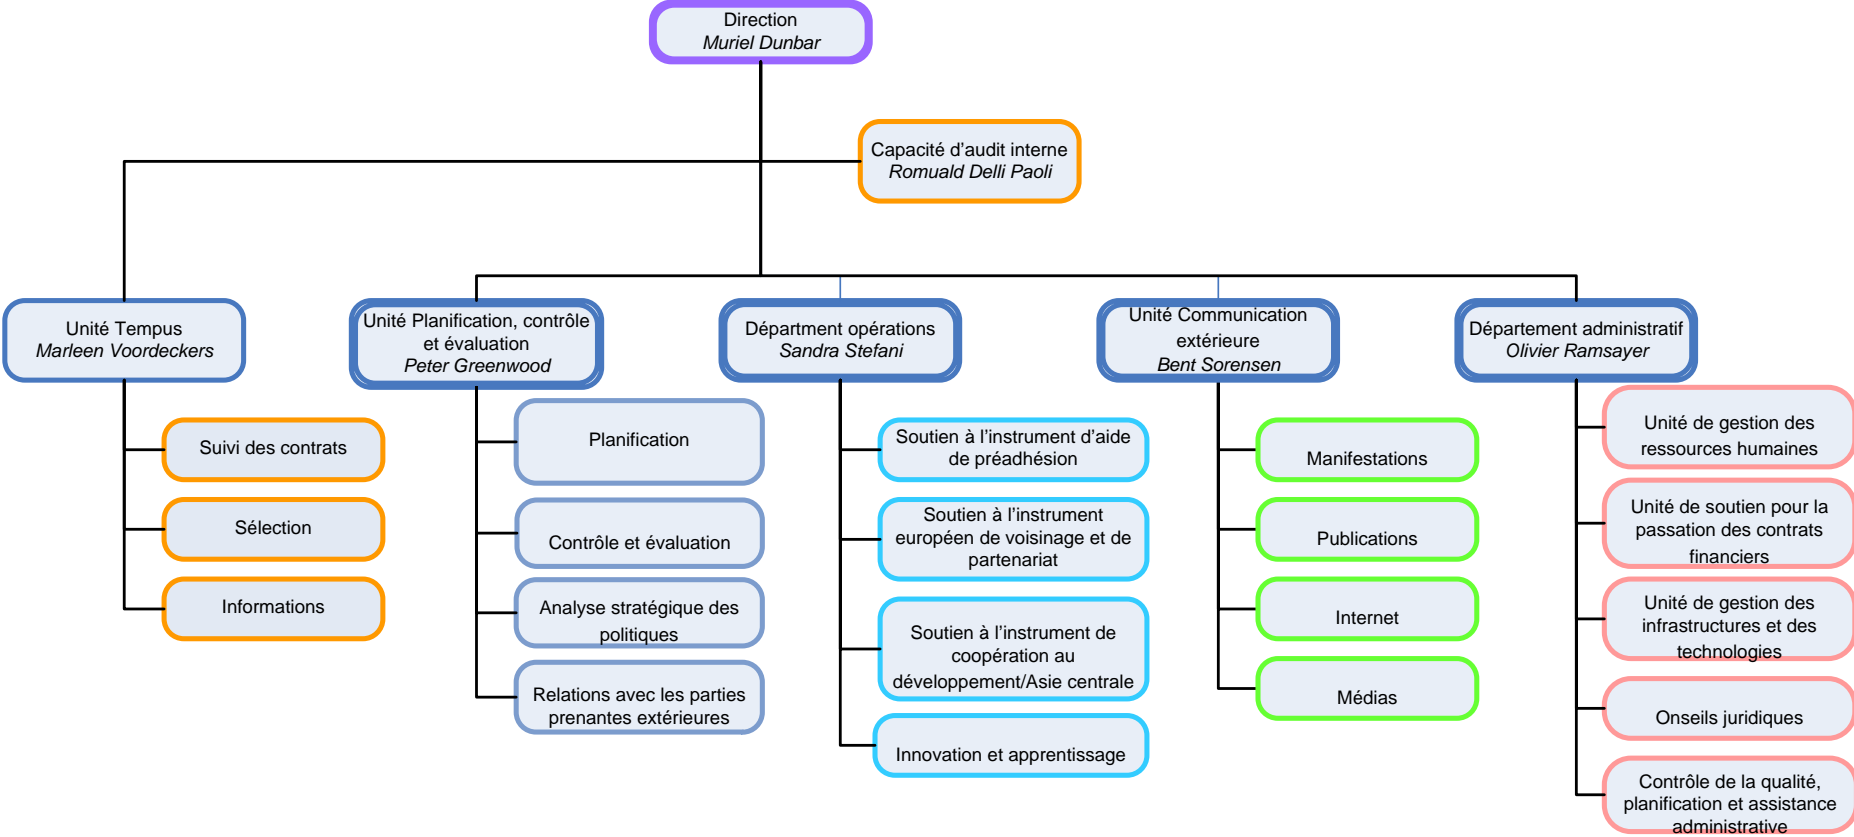 Direction
Muriel Dunbar
Capacité d'audit interne
Romuald Delli Paoli
Unité Tempus
Marleen Voordeckers
Suivi des contrats
Sélection
Informations
Unité Planification, contrôle
et évaluation
Peter Greenwood
Planification
Contrôle et évaluation
Analyse stratégique des
politiques
Relations avec les parties
prenantes extérieures
Départment opérations
Sandra Stefani
Soutien à l'instrument d'aide
de préadhésion
Soutien à l'instrument
européen de voisinage et de
partenariat
Soutien à l'instrument de
coopération au
développement/Asie centrale
Innovation et apprentissage
Unité Communication
extérieure
Bent Sorensen
Manifestations
Publications
Internet
Médias
Département administratif
Olivier Ramsayer
Unité de gestion des
ressources humaines
Unité de soutien pour la
passation des contrats
financiers
Unité de gestion des
infrastructures et des
technologies
Onseils juridiques
Contrôle de la qualité,
planification et assistance
administrative